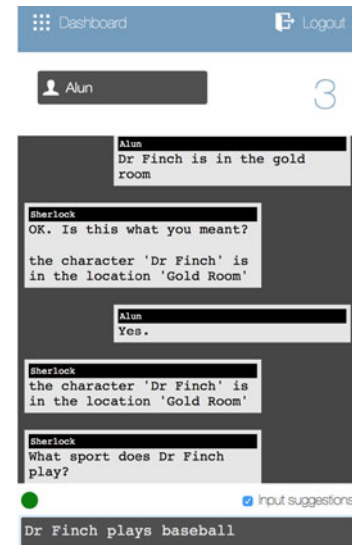 Dashboard
Logout
Alun
3
Alun
Dr Finch is in the gold
room
Sherlock
OK. Is this what you meant?
the character 'Dr Finch' is
in the location 'Gold Room'
Alun
Yes.
Sherlock
the character 'Dr Finch' is
in the location 'Gold Room'
Sherlock
What sport does Dr Finch
play?
Input suggestions
Dr Finch plays baseball